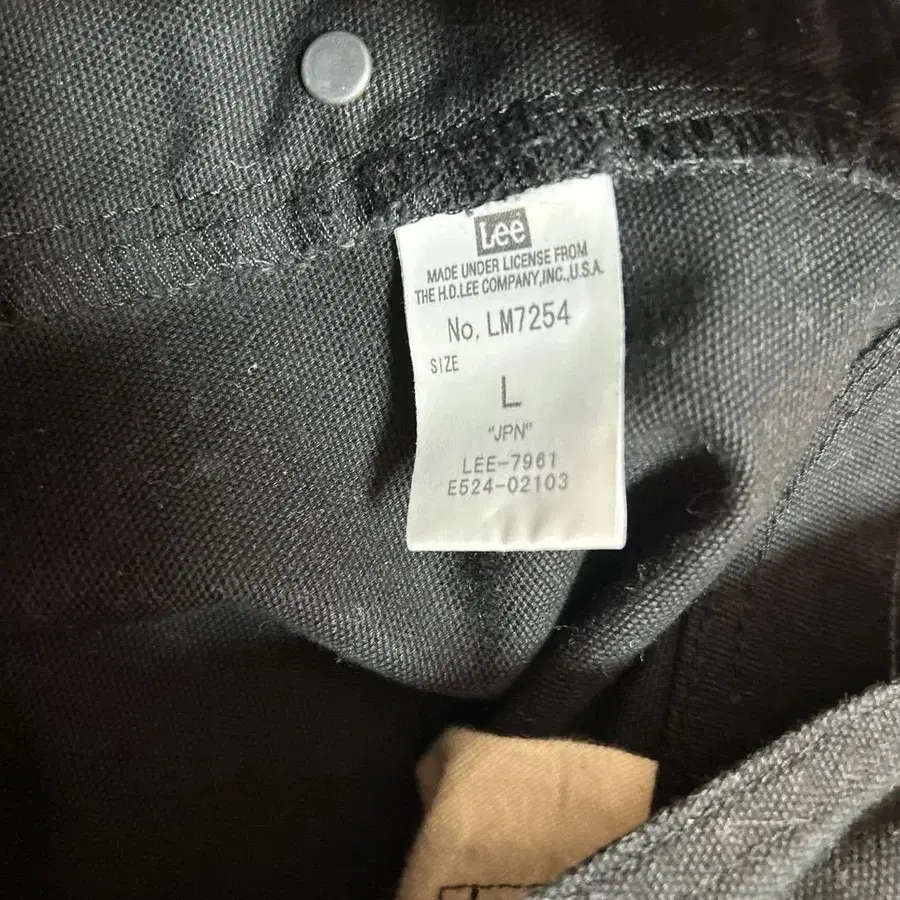 Lee
MADE UNDER LICENSE FROM
THE H.D.LEE COMPANY,INC.,U.S.A.
No. LM7254
SIZE
L
"JPN"
LEE-7961
E524-02103